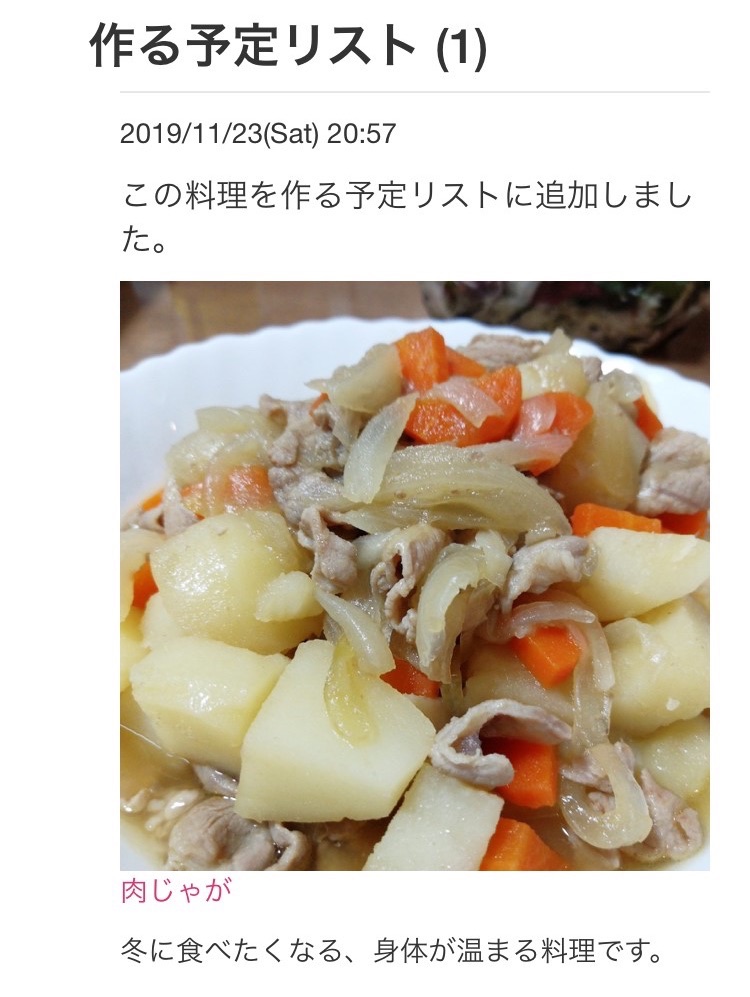 作る予定リスト (1)
2019/11/23(Sat) 20:57
この料理を作る予定リストに追加しまし
た。
肉じゃが
冬に食べたくなる、身体が温まる料理です。